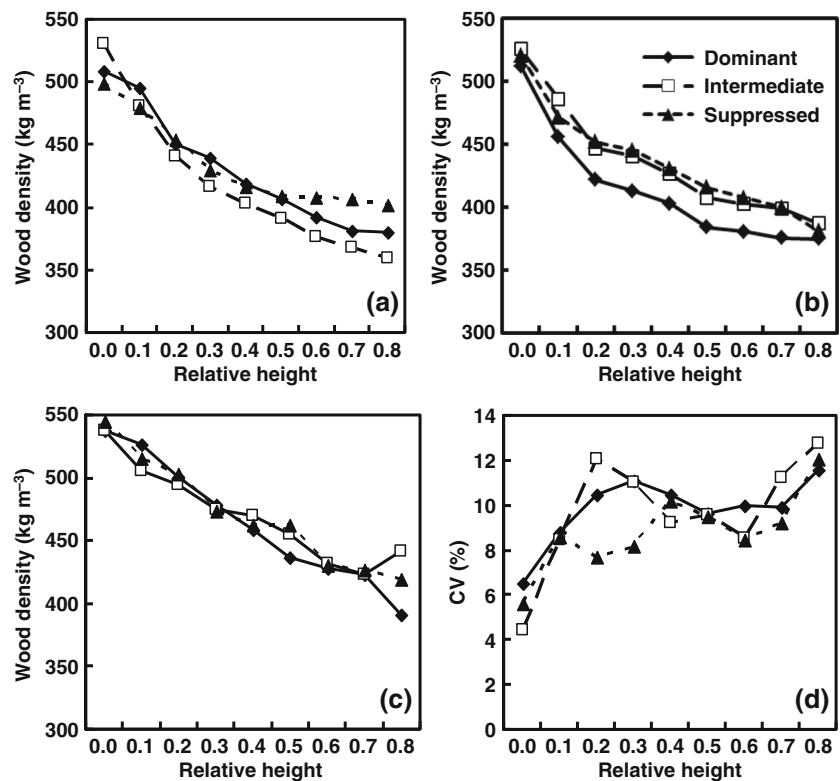 550
500
450
400
350
300
Wood density (kg m⁻³)
(a)
0.0 0.1 0.2 0.3 0.4 0.5 0.6 0.7 0.8
Relative height
550
500
450
400
350
300
Wood density (kg m⁻³)
Dominant
Intermediate
Suppressed
(b)
0.0 0.1 0.2 0.3 0.4 0.5 0.6 0.7 0.8
Relative height
550
500
450
400
350
300
Wood density (kg m⁻³)
(c)
0.0 0.1 0.2 0.3 0.4 0.5 0.6 0.7 0.8
Relative height
14
12
10
8
6
4
2
0
CV (%)
(d)
0.0 0.1 0.2 0.3 0.4 0.5 0.6 0.7 0.8
Relative height